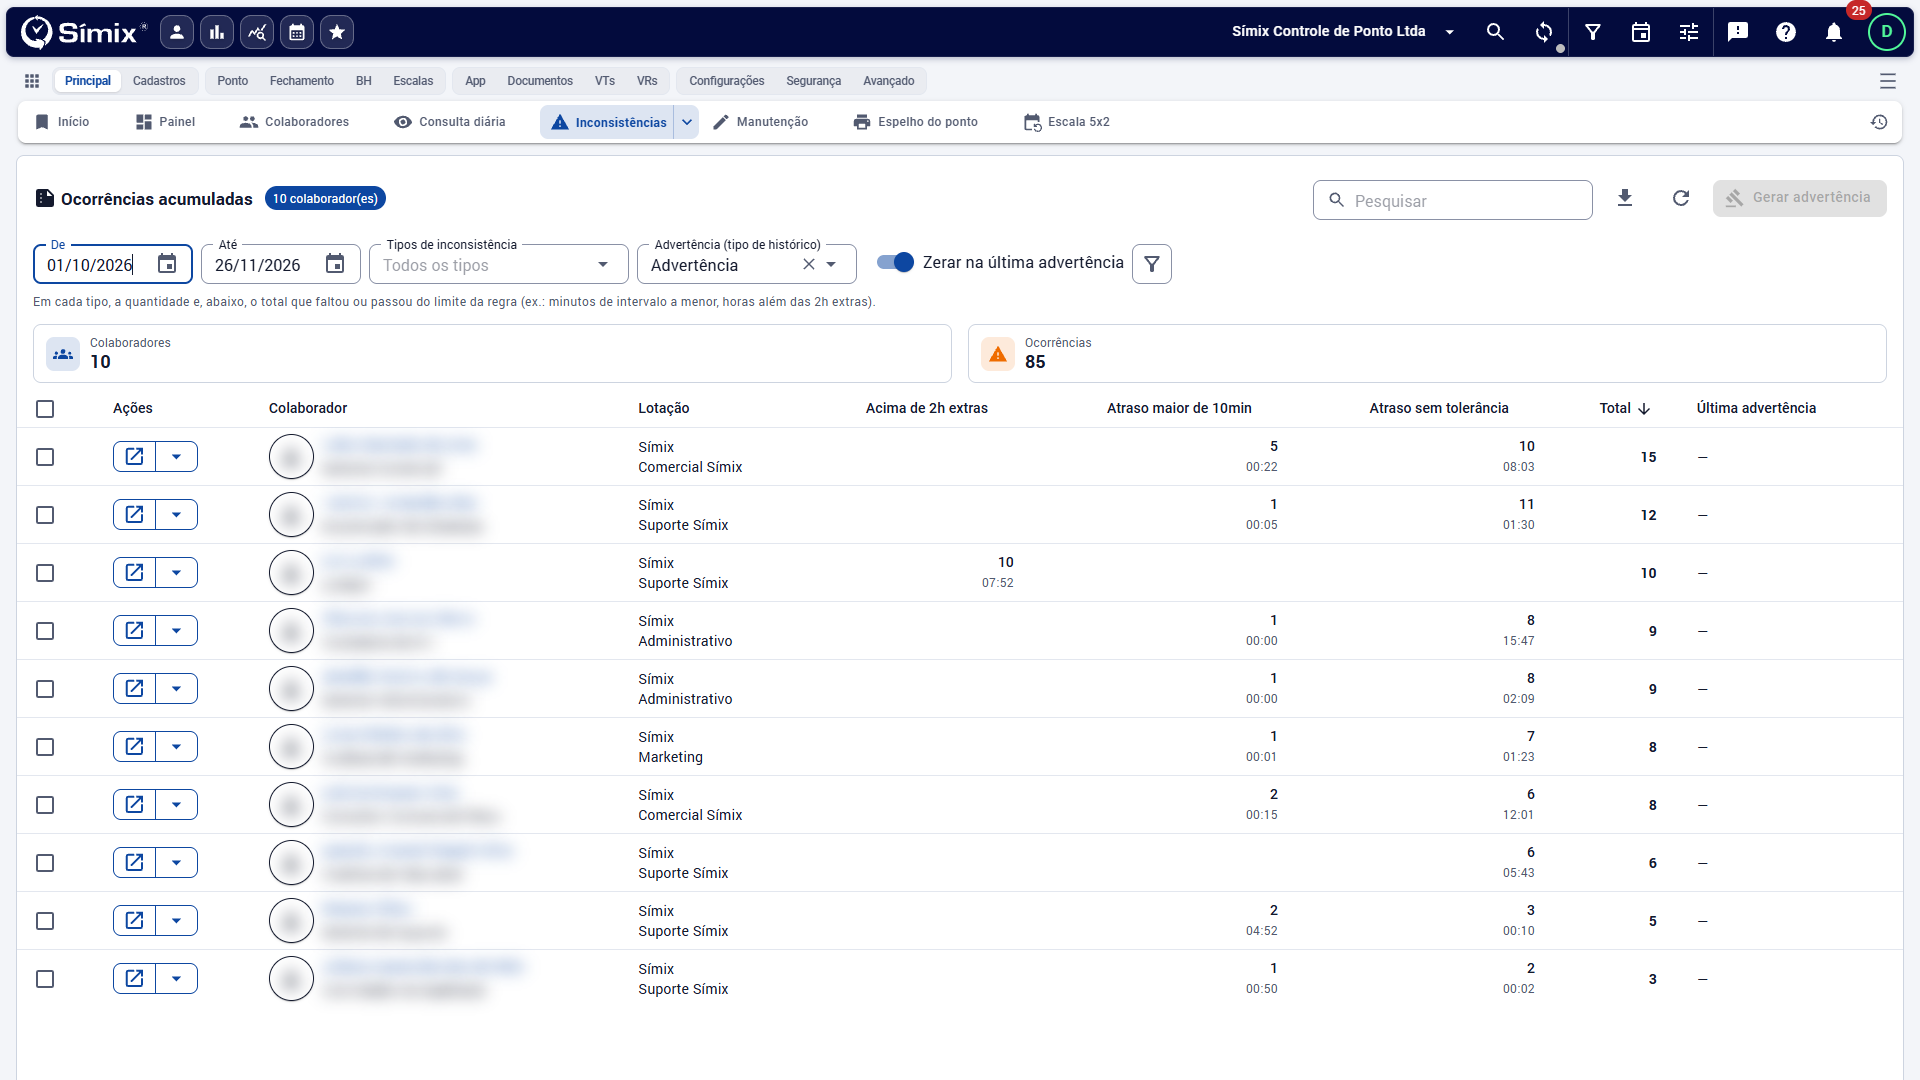 Símix®
Símix Controle de Ponto Ltda
25
D
Principal
Cadastros
Ponto
Fechamento
BH
Escalas
App
Documentos
VTs
VRs
Configurações
Segurança
Avançado
Início
Painel
Colaboradores
Consulta diária
Inconsistências
Manutenção
Espelho do ponto
Escala 5x2
Ocorrências acumuladas
10 colaborador(es)
Pesquisar
Gerar advertência
De
01/10/2026
Até
26/11/2026
Tipos de inconsistência
Todos os tipos
Advertência (tipo de histórico)
Advertência
Zerar na última advertência
Em cada tipo, a quantidade e, abaixo, o total que faltou ou passou do limite da regra (ex.: minutos de intervalo a menor, horas além das 2h extras).
Colaboradores
10
Ocorrências
85
Ações Colaborador Lotação Acima de 2h extras Atraso maior de 10min Atraso sem tolerância Total Última advertência
Símix 5 10
Comercial Símix 00:22 08:03
15 –
Símix 1 11
Suporte Símix 00:05 01:30
12 –
Símix 10
Suporte Símix 07:52
10 –
Símix 1 8
Administrativo 00:00 15:47
9 –
Símix 1 8
Administrativo 00:00 02:09
9 –
Símix 1 7
Marketing 00:01 01:23
8 –
Símix 2 6
Comercial Símix 00:15 12:01
8 –
Símix 6
Suporte Símix 05:43
6 –
Símix 2 3
Suporte Símix 04:52 00:10
5 –
Símix 1 2
Suporte Símix 00:50 00:02
3 –